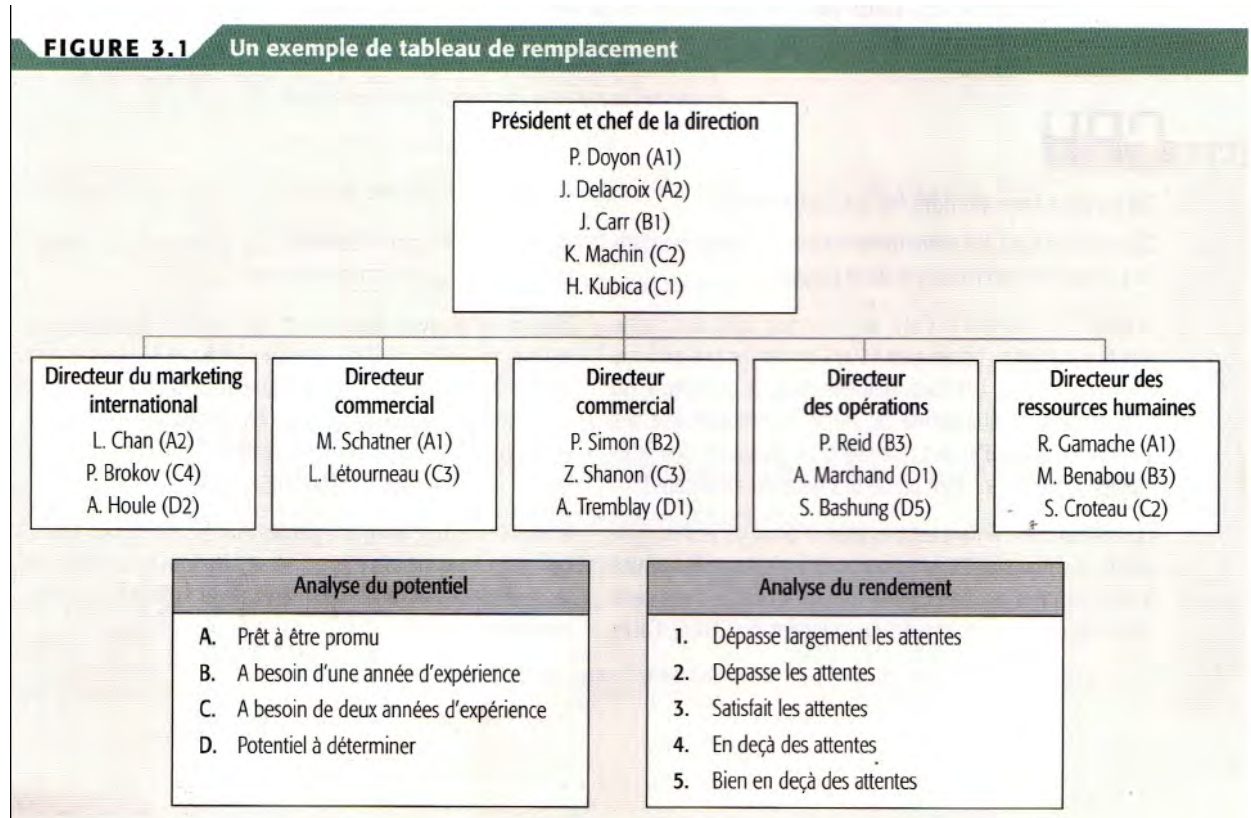 FIGURE 3.1 Un exemple de tableau de remplacement
Président et chef de la direction
P. Doyon (A1)
J. Delacroix (A2)
J. Carr (B1)
K. Machin (C2)
H. Kubica (C1)
Directeur du marketing
international
L. Chan (A2)
P. Brokov (C4)
A. Houle (D2)
Directeur
commercial
M. Schatner (A1)
L. Létourneau (C3)
Directeur
commercial
P. Simon (B2)
Z. Shanon (C3)
A. Tremblay (D1)
Directeur
des opérations
P. Reid (B3)
A. Marchand (D1)
S. Bashung (D5)
Directeur des
ressources humaines
R. Gamache (A1)
M. Benabou (B3)
S. Croteau (C2)
Analyse du potentiel
A. Prêt à être promu
B. A besoin d'une année d'expérience
C. A besoin de deux années d'expérience
D. Potentiel à déterminer
Analyse du rendement
1. Dépasse largement les attentes
2. Dépasse les attentes
3. Satisfait les attentes
4. En deçà des attentes
5. Bien en deçà des attentes